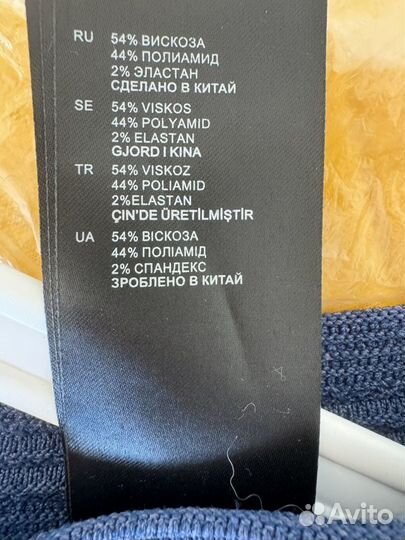 RU 54% ВИСКОЗА
44% ПОЛИАМИД
2% ЭЛАСТАН
СДЕЛАНО В КИТАЙ
SE 54% VISKOS
44% POLYAMID
2% ELASTAN
GJORD I KINA
TR 54% VISKOZ
44% POLIAMID
2%ELASTAN
ÇIN'DE ÜRETILMIŞTIR
UA 54% ВІСКОЗА
44% ПОЛІАМІД
2% СПАНДЕКС
ЗРОБЛЕНО В КИТАЙ
Avito